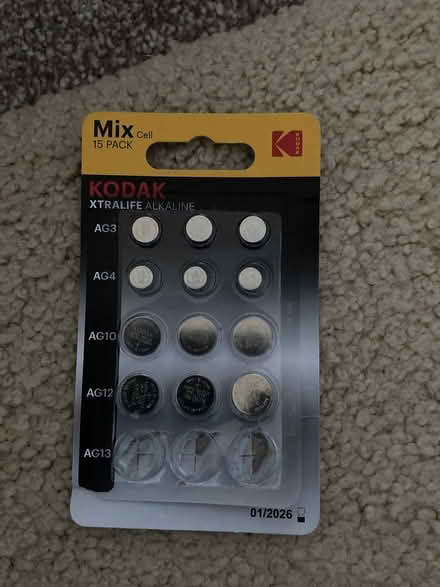 Mix Cell
15 PACK
KODAK
KODAK
XTRALIFE ALKALINE
AG3
AG4
AG10
AG12
AG13
01/2026